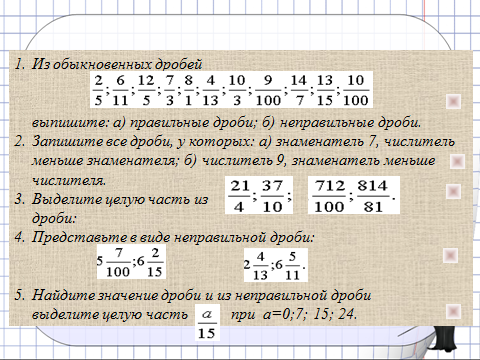 1. Из обыкновенных дробей
2/5; 6/11; 12/5; 7/3; 8/1; 4/13; 10/3; 9/100; 14/7; 13/15; 10/100
выпишите: а) правильные дроби; б) неправильные дроби.
2. Запишите все дроби, у которых: а) знаменатель 7, числитель
меньше знаменателя; б) числитель 9, знаменатель меньше
числителя.
3. Выделите целую часть из
дроби:
21/4; 37/10; 712/100; 814/81.
4. Представьте в виде неправильной дроби:
5 7/100; 6 2/15
2 4/13; 6 5/11.
5. Найдите значение дроби и из неправильной дроби
выделите целую часть a/15 при а=0;7; 15; 24.